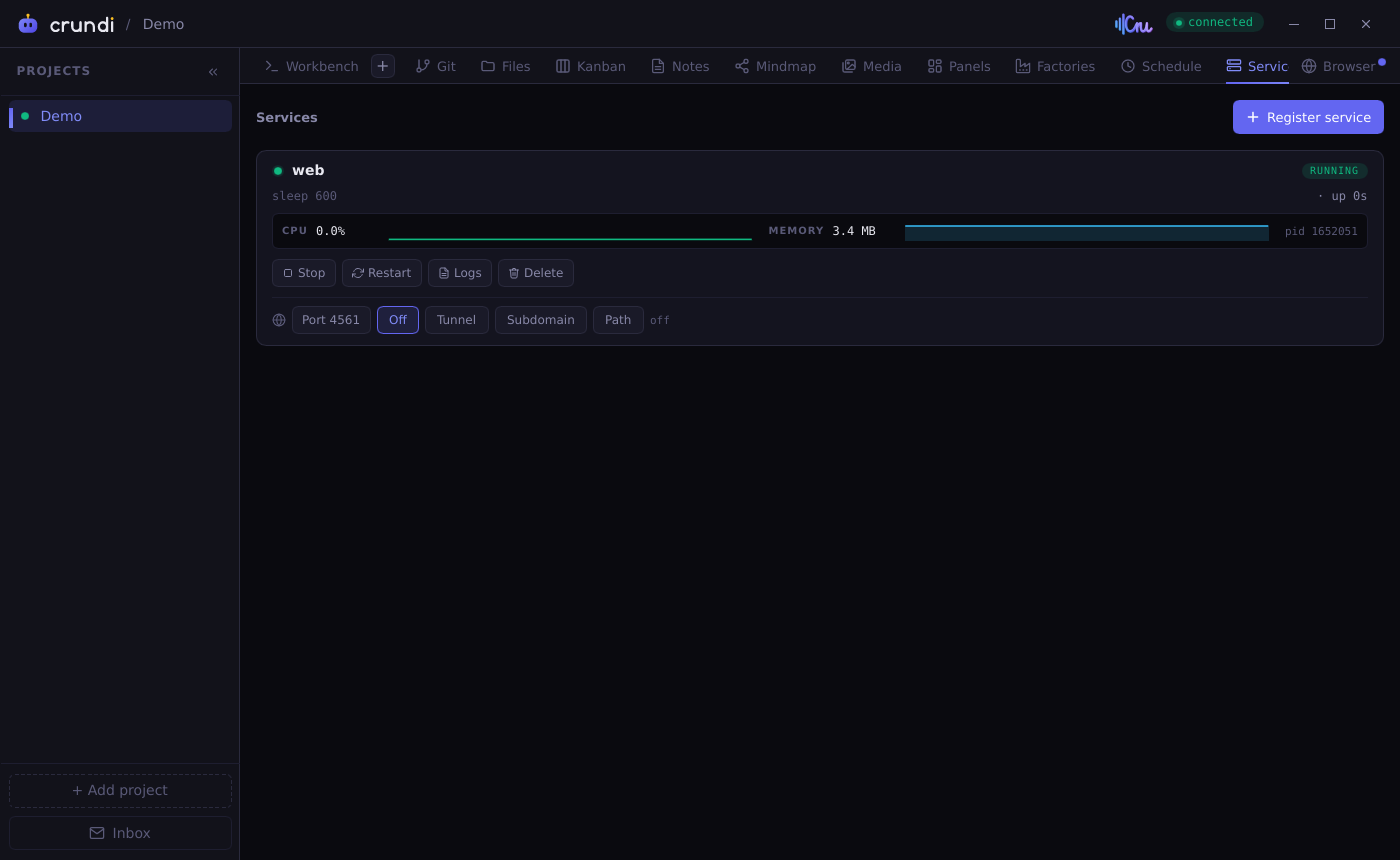 crundi / Demo
Cru
connected
PROJECTS
Workbench Git Files Kanban Notes Mindmap Media Panels Factories Schedule Servic Browser
Demo
Services
+ Register service
web
RUNNING
sleep 600
· up 0s
CPU 0.0% MEMORY 3.4 MB pid 1652051
Stop Restart Logs Delete
Port 4561 Off Tunnel Subdomain Path off
+ Add project
Inbox